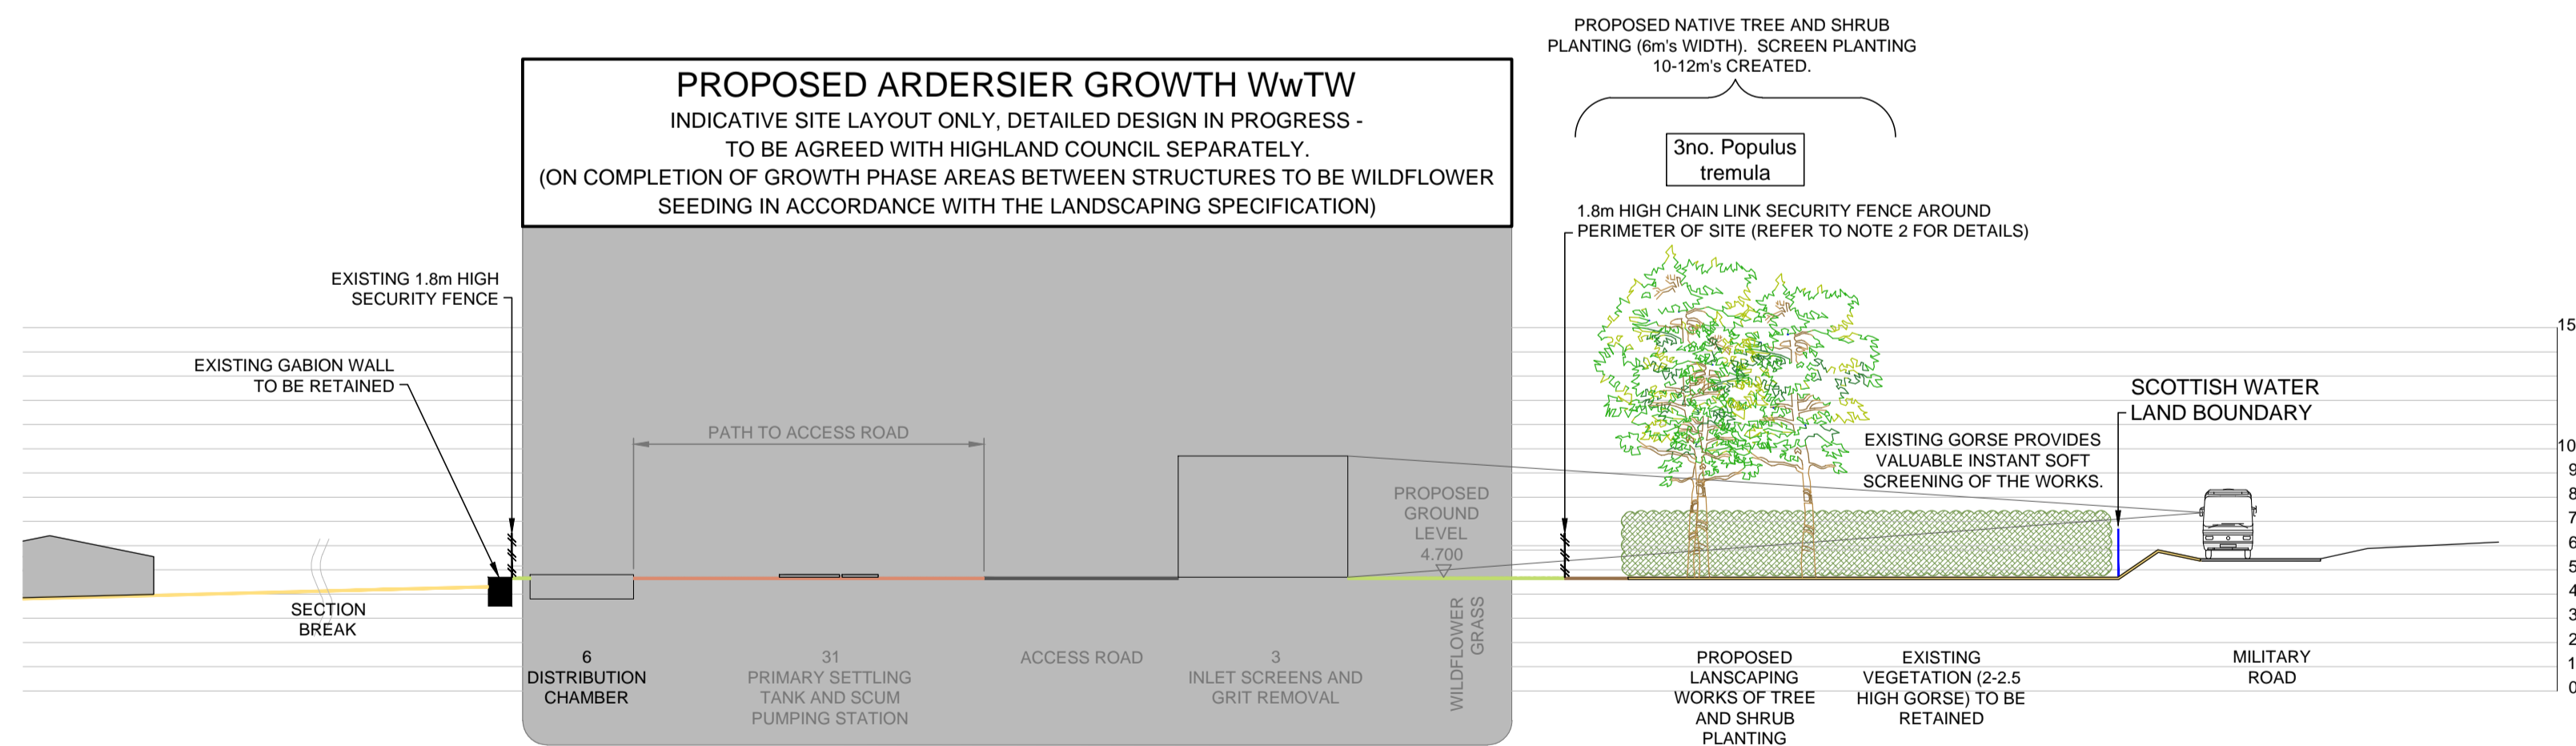 PROPOSED NATIVE TREE AND SHRUB
PLANTING (6m's WIDTH).  SCREEN PLANTING
10-12m's CREATED.
PROPOSED ARDERSIER GROWTH WwTW
INDICATIVE SITE LAYOUT ONLY, DETAILED DESIGN IN PROGRESS -
TO BE AGREED WITH HIGHLAND COUNCIL SEPARATELY.
(ON COMPLETION OF GROWTH PHASE AREAS BETWEEN STRUCTURES TO BE WILDFLOWER
SEEDING IN ACCORDANCE WITH THE LANDSCAPING SPECIFICATION)
3no. Populus
tremula
1.8m HIGH CHAIN LINK SECURITY FENCE AROUND
PERIMETER OF SITE (REFER TO NOTE 2 FOR DETAILS)
EXISTING 1.8m HIGH
SECURITY FENCE
EXISTING GABION WALL
TO BE RETAINED
PATH TO ACCESS ROAD
SCOTTISH WATER
LAND BOUNDARY
EXISTING GORSE PROVIDES
VALUABLE INSTANT SOFT
SCREENING OF THE WORKS.
PROPOSED
GROUND
LEVEL
4.700
15
10
9
8
7
6
5
4
3
2
1
0
SECTION
BREAK
6
DISTRIBUTION
CHAMBER
31
PRIMARY SETTLING
TANK AND SCUM
PUMPING STATION
ACCESS ROAD
3
INLET SCREENS AND
GRIT REMOVAL
WILDFLOWER
GRASS
PROPOSED
LANSCAPING
WORKS OF TREE
AND SHRUB
PLANTING
EXISTING
VEGETATION (2-2.5
HIGH GORSE) TO BE
RETAINED
MILITARY
ROAD